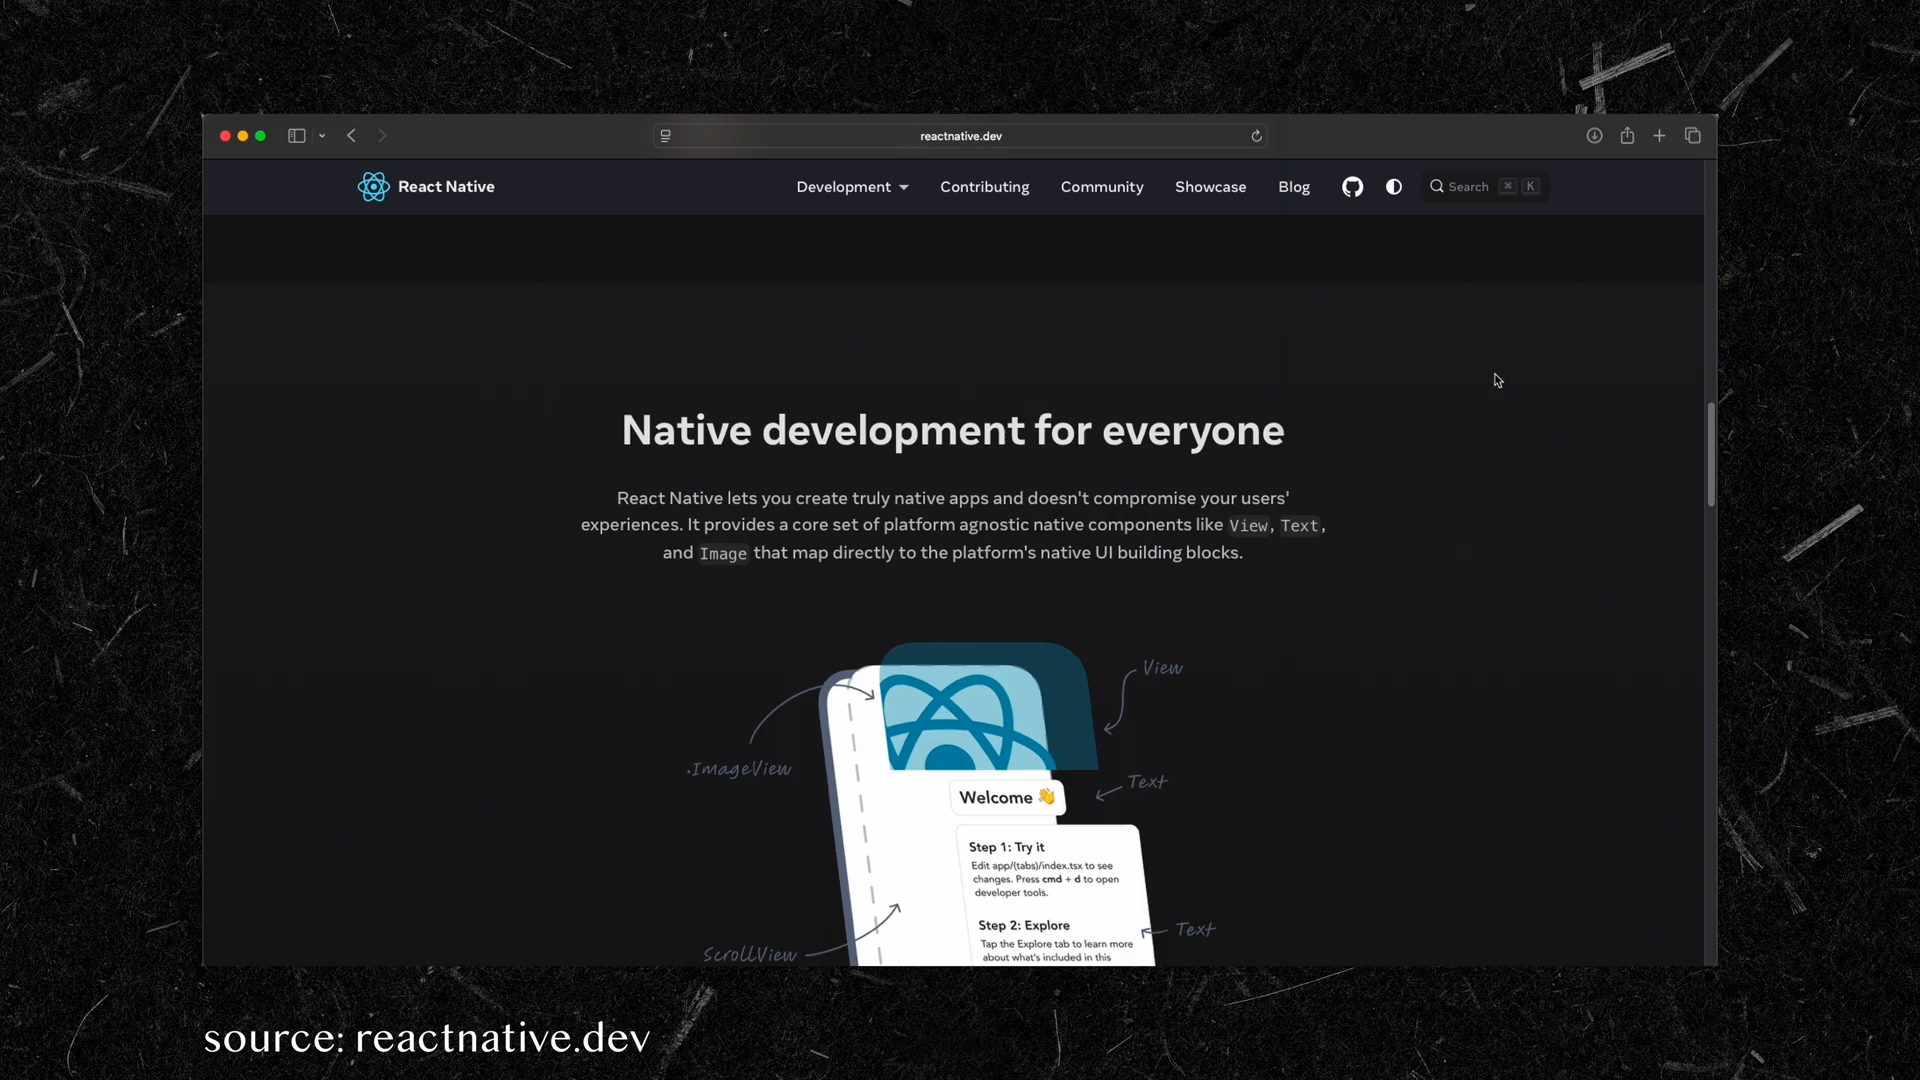 reactnative.dev
React Native
Development
Contributing
Community
Showcase
Blog
Search ⌘ K
Native development for everyone
React Native lets you create truly native apps and doesn't compromise your users'
experiences. It provides a core set of platform agnostic native components like View, Text,
and Image that map directly to the platform's native UI building blocks.
View
.ImageView
Text
Welcome 👋
Step 1: Try it
Edit app/(tabs)/index.tsx to see
changes. Press cmd + d to open
developer tools.
Step 2: Explore
Text
Tap the Explore tab to learn more
about what's included in this
ScrollView
source: reactnative.dev